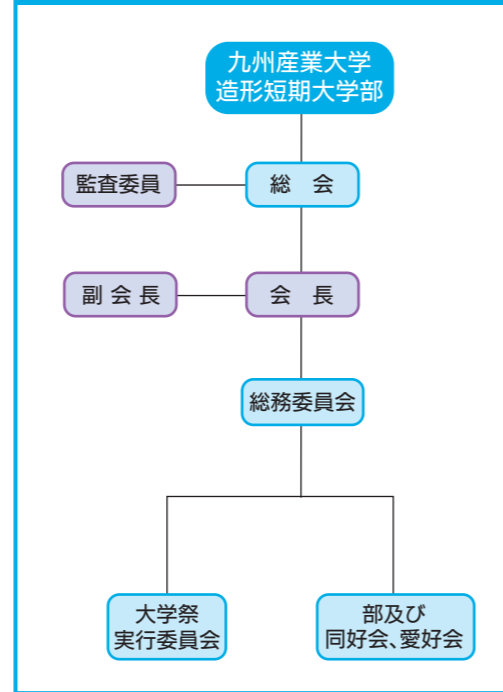 九州産業大学
造形短期大学部
監査委員
総　会
副 会 長
会　長
総務委員会
大学祭
実行委員会
部及び
同好会、愛好会